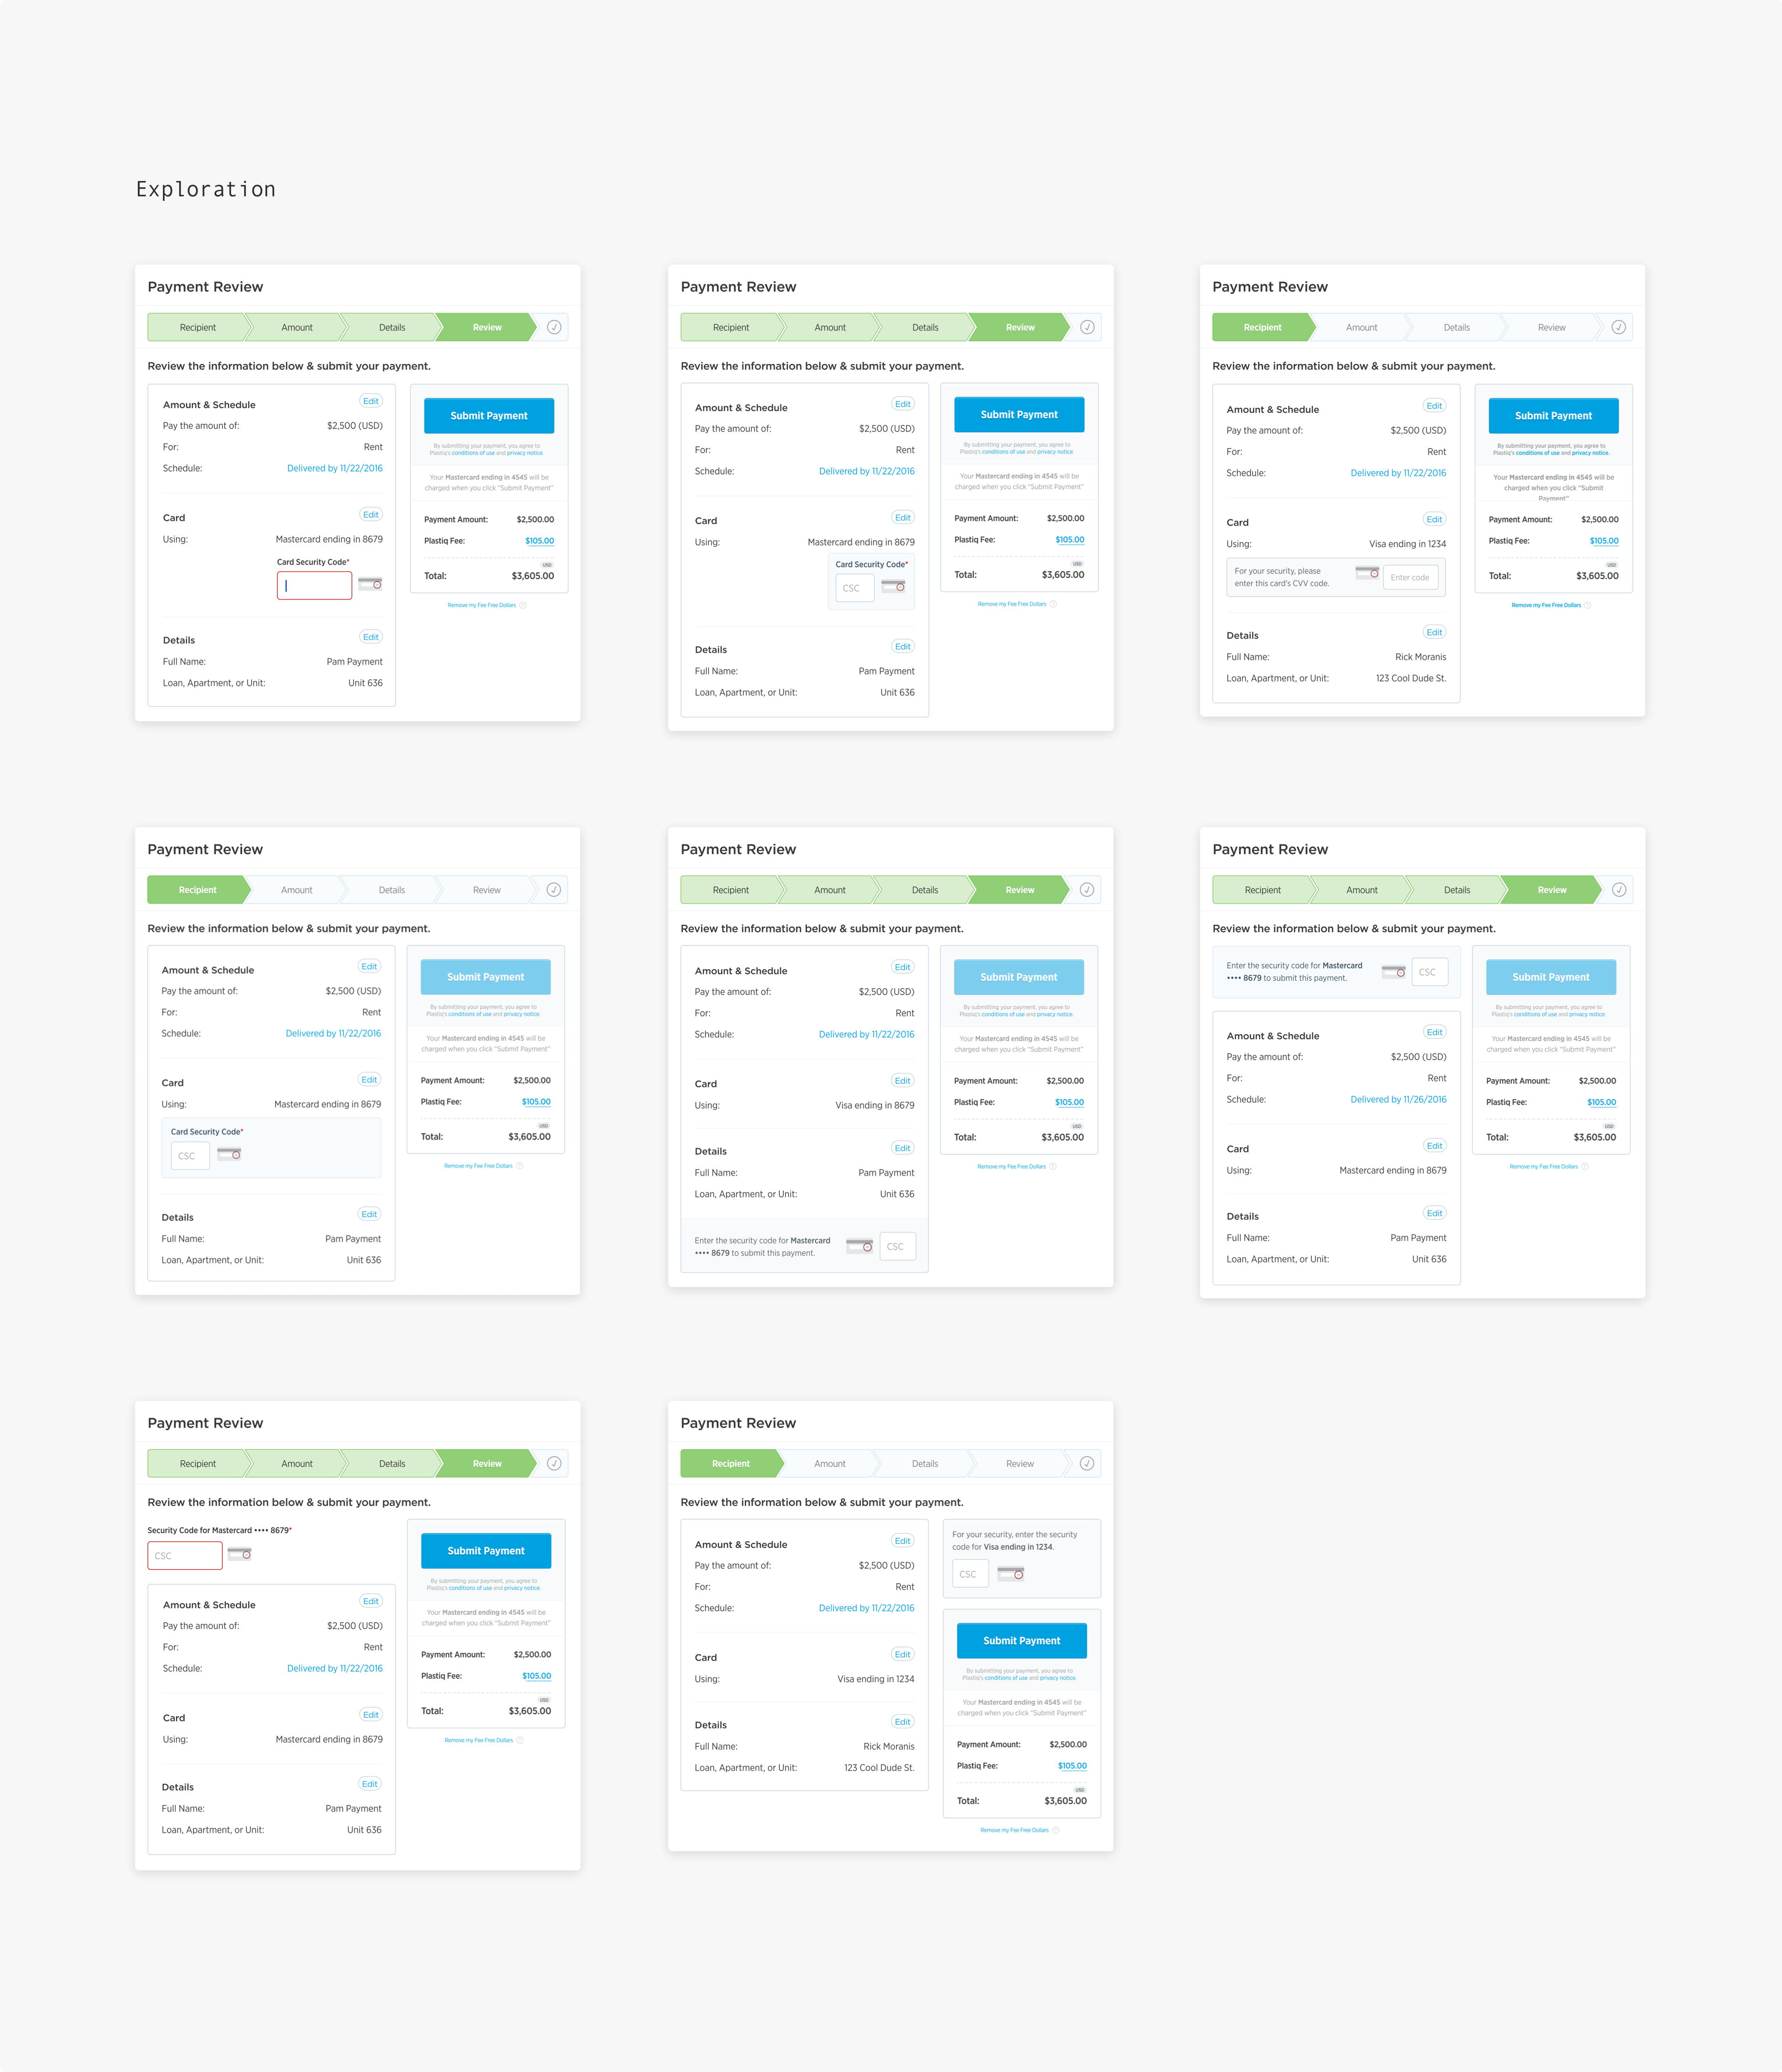 Exploration
Payment Review
Recipient Amount Details Review
Review the information below & submit your payment.
Amount & Schedule Edit
Pay the amount of: $2,500 (USD)
For: Rent
Schedule: Delivered by 11/22/2016
Card Edit
Using: Mastercard ending in 8679
Card Security Code*
Details Edit
Full Name: Pam Payment
Loan, Apartment, or Unit: Unit 636
Submit Payment
By submitting your payment, you agree to
Plastiq's conditions of use and privacy notice.
Your Mastercard ending in 4545 will be
charged when you click “Submit Payment”
Payment Amount: $2,500.00
Plastiq Fee: $105.00
USD
Total: $3,605.00
Remove my Fee Free Dollars ?
Payment Review
Recipient Amount Details Review
Review the information below & submit your payment.
Amount & Schedule Edit
Pay the amount of: $2,500 (USD)
For: Rent
Schedule: Delivered by 11/22/2016
Card Edit
Using: Mastercard ending in 8679
Card Security Code*
CSC
Details Edit
Full Name: Pam Payment
Loan, Apartment, or Unit: Unit 636
Submit Payment
By submitting your payment, you agree to
Plastiq's conditions of use and privacy notice.
Your Mastercard ending in 4545 will be
charged when you click “Submit Payment”
Payment Amount: $2,500.00
Plastiq Fee: $105.00
USD
Total: $3,605.00
Remove my Fee Free Dollars ?
Payment Review
Recipient Amount Details Review
Review the information below & submit your payment.
Amount & Schedule Edit
Pay the amount of: $2,500 (USD)
For: Rent
Schedule: Delivered by 11/22/2016
Card Edit
Using: Visa ending in 1234
For your security, please
enter this card's CVV code.
Enter code
Details Edit
Full Name: Rick Moranis
Loan, Apartment, or Unit: 123 Cool Dude St.
Submit Payment
By submitting your payment, you agree to
Plastiq's conditions of use and privacy notice.
Your Mastercard ending in 4545 will be
charged when you click “Submit
Payment”
Payment Amount: $2,500.00
Plastiq Fee: $105.00
USD
Total: $3,605.00
Remove my Fee Free Dollars ?
Payment Review
Recipient Amount Details Review
Review the information below & submit your payment.
Amount & Schedule Edit
Pay the amount of: $2,500 (USD)
For: Rent
Schedule: Delivered by 11/22/2016
Card Edit
Using: Mastercard ending in 8679
Card Security Code*
CSC
Details Edit
Full Name: Pam Payment
Loan, Apartment, or Unit: Unit 636
Submit Payment
By submitting your payment, you agree to
Plastiq's conditions of use and privacy notice.
Your Mastercard ending in 4545 will be
charged when you click “Submit Payment”
Payment Amount: $2,500.00
Plastiq Fee: $105.00
USD
Total: $3,605.00
Remove my Fee Free Dollars ?
Payment Review
Recipient Amount Details Review
Review the information below & submit your payment.
Amount & Schedule Edit
Pay the amount of: $2,500 (USD)
For: Rent
Schedule: Delivered by 11/22/2016
Card Edit
Using: Visa ending in 8679
Details Edit
Full Name: Pam Payment
Loan, Apartment, or Unit: Unit 636
Enter the security code for Mastercard
•••• 8679 to submit this payment.
CSC
Submit Payment
By submitting your payment, you agree to
Plastiq's conditions of use and privacy notice.
Your Mastercard ending in 4545 will be
charged when you click “Submit Payment”
Payment Amount: $2,500.00
Plastiq Fee: $105.00
USD
Total: $3,605.00
Remove my Fee Free Dollars ?
Payment Review
Recipient Amount Details Review
Review the information below & submit your payment.
Enter the security code for Mastercard
•••• 8679 to submit this payment.
CSC
Amount & Schedule Edit
Pay the amount of: $2,500 (USD)
For: Rent
Schedule: Delivered by 11/26/2016
Card Edit
Using: Mastercard ending in 8679
Details Edit
Full Name: Pam Payment
Loan, Apartment, or Unit: Unit 636
Submit Payment
By submitting your payment, you agree to
Plastiq's conditions of use and privacy notice.
Your Mastercard ending in 4545 will be
charged when you click “Submit Payment”
Payment Amount: $2,500.00
Plastiq Fee: $105.00
USD
Total: $3,605.00
Remove my Fee Free Dollars ?
Payment Review
Recipient Amount Details Review
Review the information below & submit your payment.
Security Code for Mastercard •••• 8679*
CSC
Amount & Schedule Edit
Pay the amount of: $2,500 (USD)
For: Rent
Schedule: Delivered by 11/22/2016
Card Edit
Using: Mastercard ending in 8679
Details Edit
Full Name: Pam Payment
Loan, Apartment, or Unit: Unit 636
Submit Payment
By submitting your payment, you agree to
Plastiq's conditions of use and privacy notice.
Your Mastercard ending in 4545 will be
charged when you click “Submit Payment”
Payment Amount: $2,500.00
Plastiq Fee: $105.00
USD
Total: $3,605.00
Remove my Fee Free Dollars ?
Payment Review
Recipient Amount Details Review
Review the information below & submit your payment.
Amount & Schedule Edit
Pay the amount of: $2,500 (USD)
For: Rent
Schedule: Delivered by 11/22/2016
Card Edit
Using: Visa ending in 1234
Details Edit
Full Name: Rick Moranis
Loan, Apartment, or Unit: 123 Cool Dude St.
For your security, enter the security
code for Visa ending in 1234.
CSC
Submit Payment
By submitting your payment, you agree to
Plastiq's conditions of use and privacy notice.
Your Mastercard ending in 4545 will be
charged when you click “Submit Payment”
Payment Amount: $2,500.00
Plastiq Fee: $105.00
USD
Total: $3,605.00
Remove my Fee Free Dollars ?